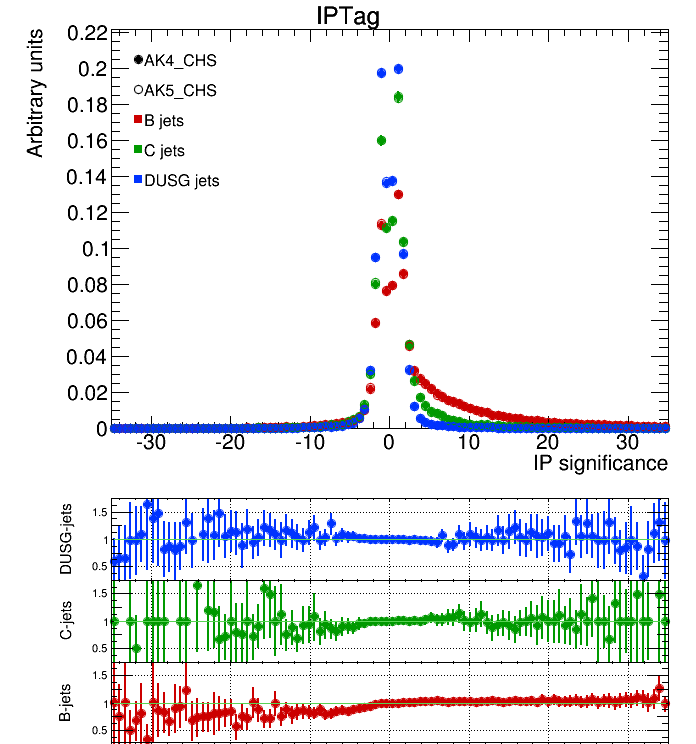 IPTag
Arbitrary units
0.22
0.2
0.18
0.16
0.14
0.12
0.1
0.08
0.06
0.04
0.02
0
AK4_CHS
AK5_CHS
B jets
C jets
DUSG jets
-30 -20 -10 0 10 20 30
IP significance
DUSG-jets
1.5
1
0.5
C-jets
1.5
1
0.5
B-jets
1.5
1
0.5